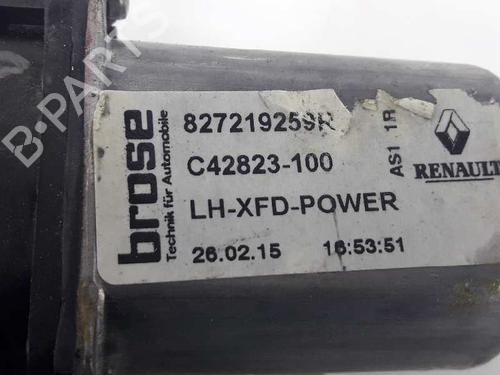 B-PARTS
brose
Technik für Automobile
827219259R
C42823-100
LH-XFD-POWER
26.02.15 16:53:51
AS1 1R
RENAULT